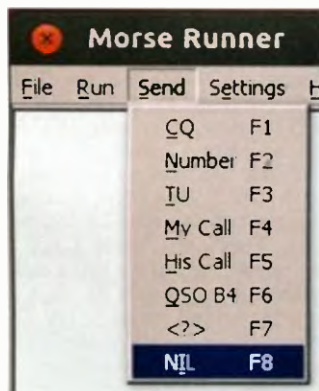 Morse Runner
File Run Send Settings H
CQ F1
Number F2
TU F3
My Call F4
His Call F5
QSO B4 F6
<?> F7
NIL F8